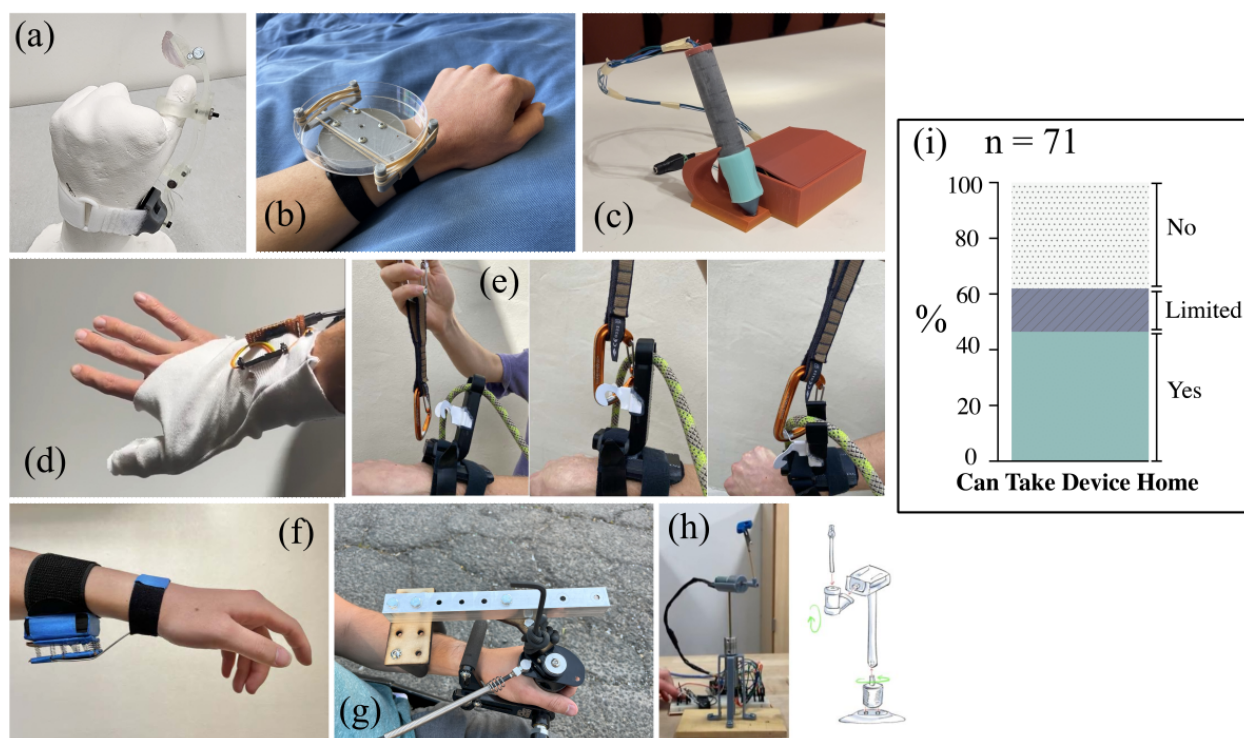 (a)
(b)
(c)
(d)
(e)
(f)
(g)
(h)
(i) n = 71
100
80
60
40
20
0
%
No
Limited
Yes
Can Take Device Home